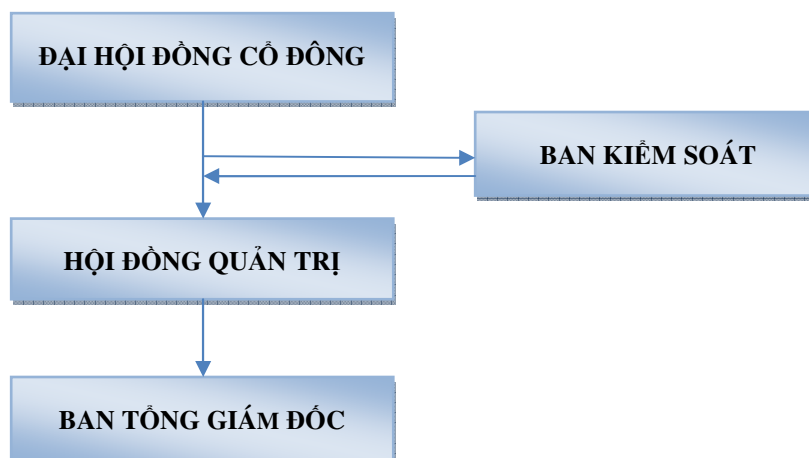 ĐẠI HỘI ĐỒNG CỔ ĐÔNG
BAN KIỂM SOÁT
HỘI ĐỒNG QUẢN TRỊ
BAN TỔNG GIÁM ĐỐC